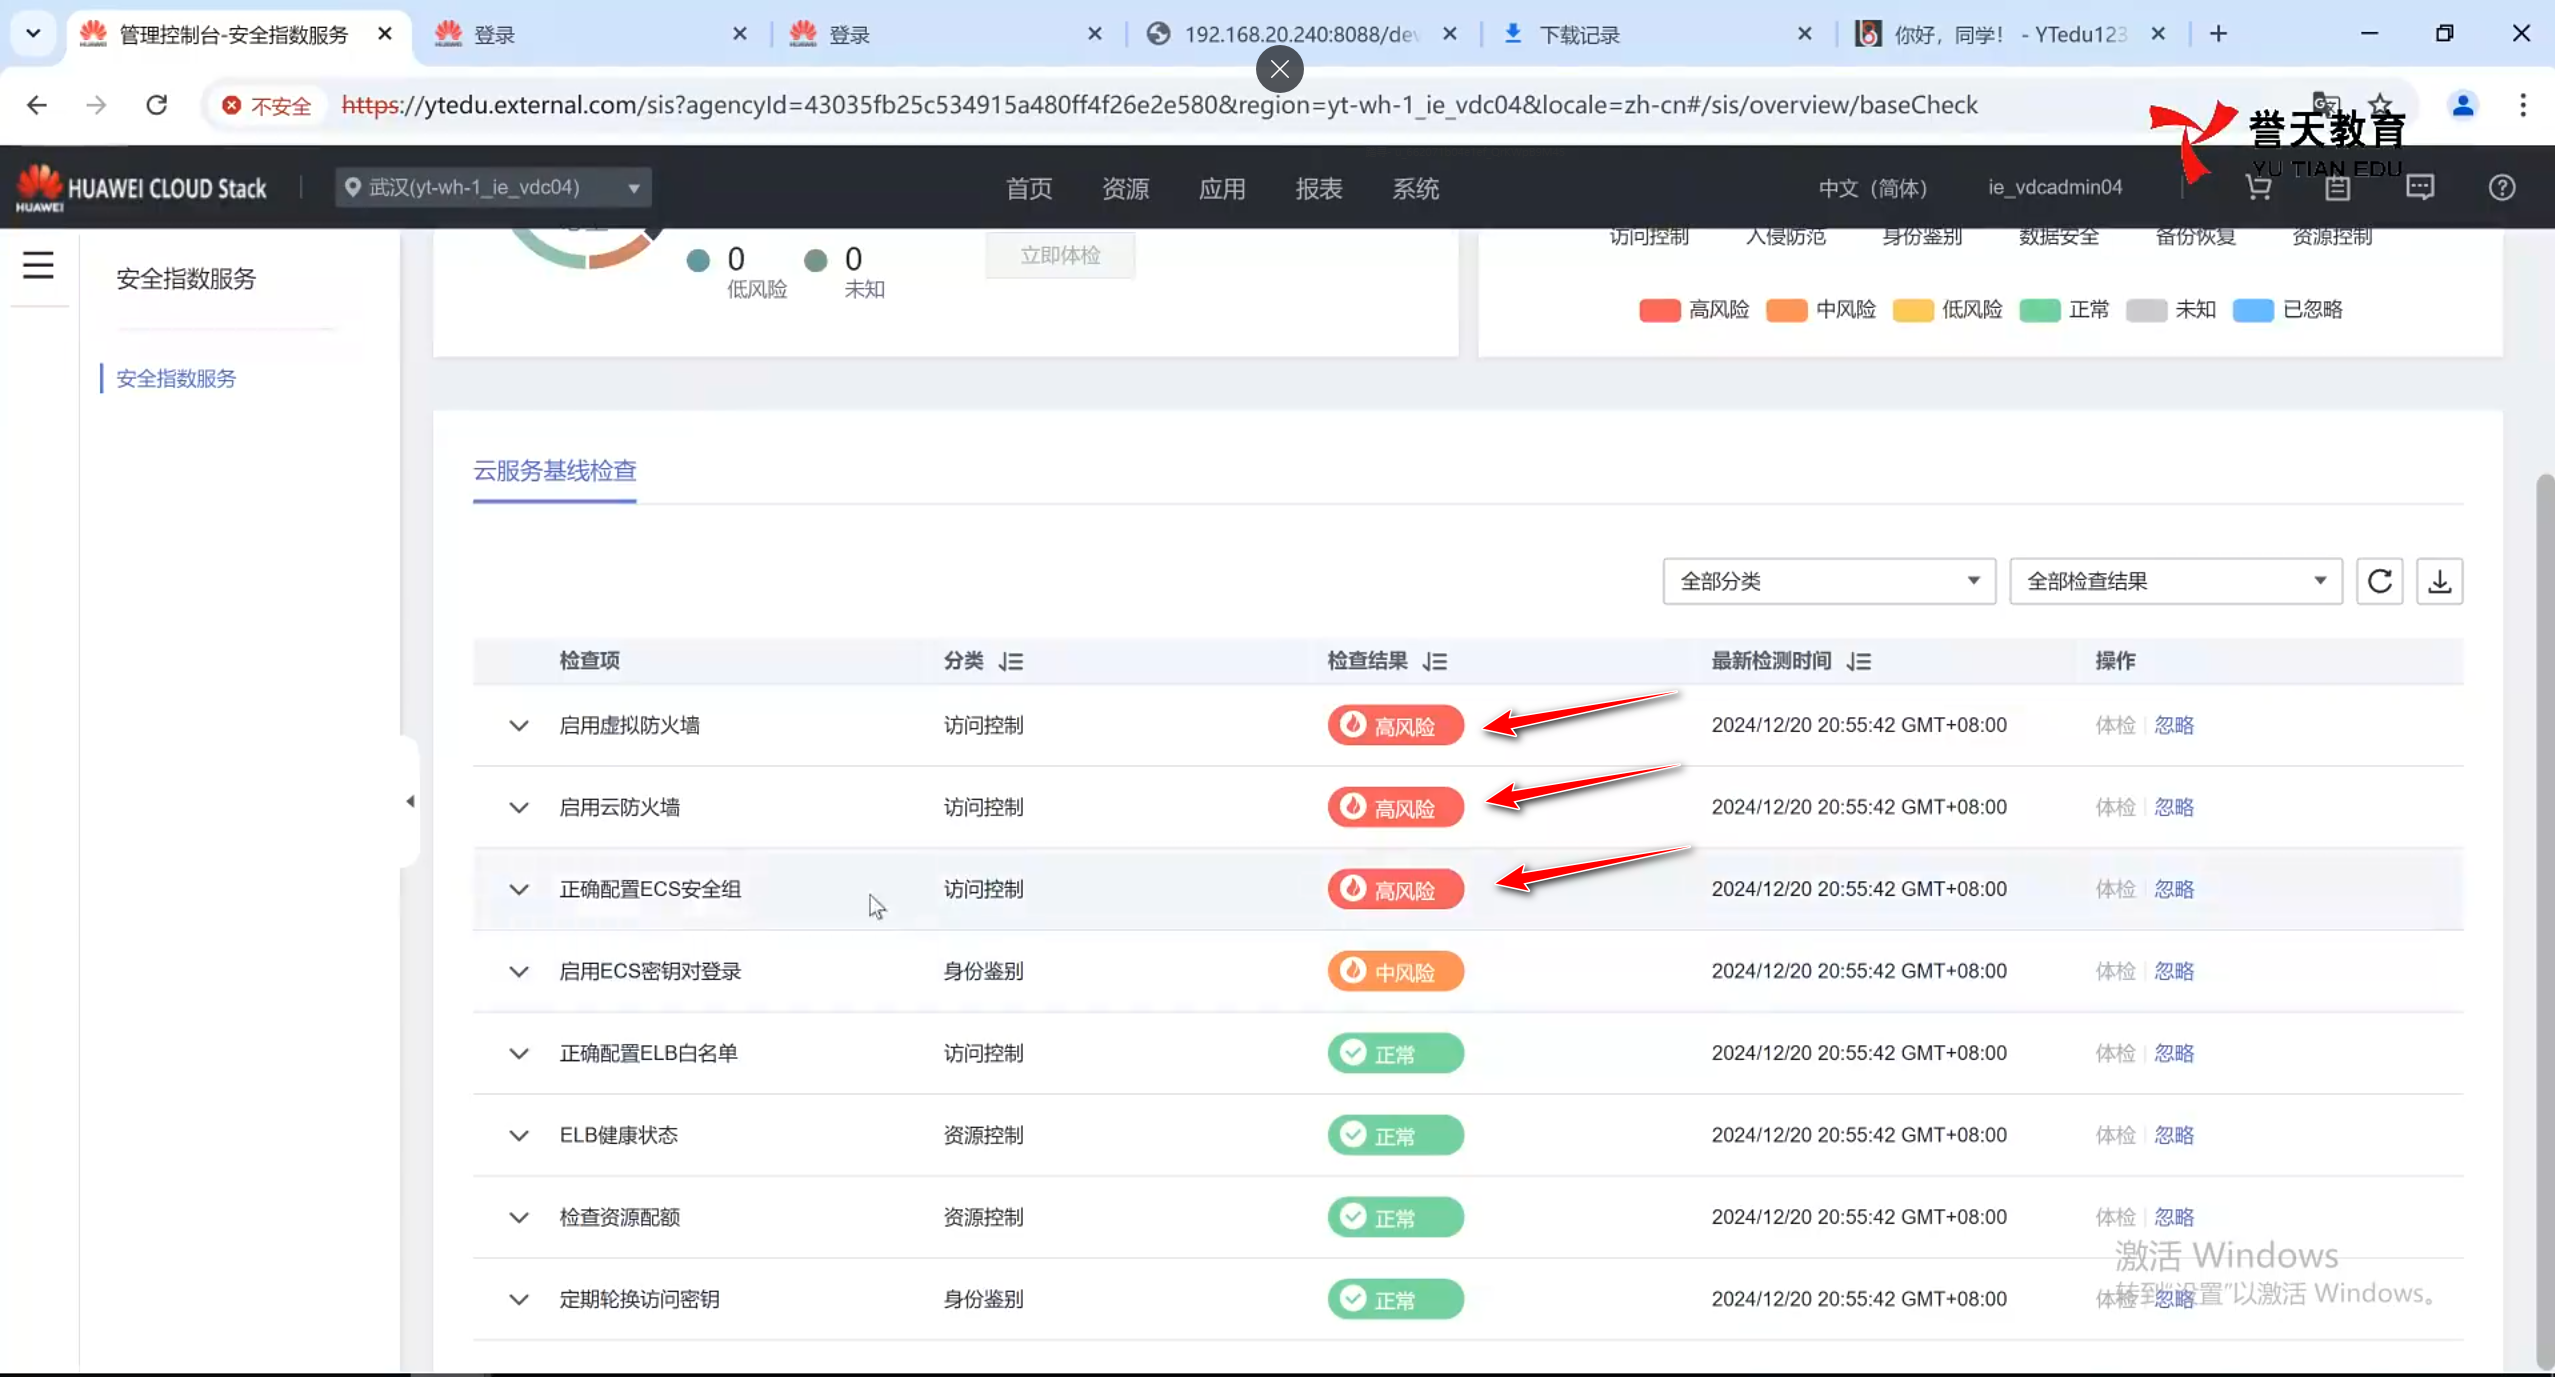 管理控制台-安全指数服务
登录
登录
192.168.20.240:8088/dev
下载记录
你好，同学！ - YTedu123
不安全
https://ytedu.external.com/sis?agencyId=43035fb25c534915a480ff4f26e2e580&region=yt-wh-1_ie_vdc04&locale=zh-cn#/sis/overview/baseCheck
誉天教育
YU TIAN EDU
HUAWEI
HUAWEI CLOUD Stack
武汉(yt-wh-1_ie_vdc04)
首页
资源
应用
报表
系统
中文（简体）
ie_vdcadmin04
安全指数服务
安全指数服务
0
低风险
0
未知
立即体检
访问控制
入侵防范
身份鉴别
数据安全
备份恢复
资源控制
高风险
中风险
低风险
正常
未知
已忽略
云服务基线检查
全部分类
全部检查结果
检查项 分类 检查结果 最新检测时间 操作
启用虚拟防火墙 访问控制 高风险 2024/12/20 20:55:42 GMT+08:00 体检 忽略
启用云防火墙 访问控制 高风险 2024/12/20 20:55:42 GMT+08:00 体检 忽略
正确配置ECS安全组 访问控制 高风险 2024/12/20 20:55:42 GMT+08:00 体检 忽略
启用ECS密钥对登录 身份鉴别 中风险 2024/12/20 20:55:42 GMT+08:00 体检 忽略
正确配置ELB白名单 访问控制 正常 2024/12/20 20:55:42 GMT+08:00 体检 忽略
ELB健康状态 资源控制 正常 2024/12/20 20:55:42 GMT+08:00 体检 忽略
检查资源配额 资源控制 正常 2024/12/20 20:55:42 GMT+08:00 体检 忽略
定期轮换访问密钥 身份鉴别 正常 2024/12/20 20:55:42 GMT+08:00 体检 忽略
激活 Windows
转到"设置"以激活 Windows。